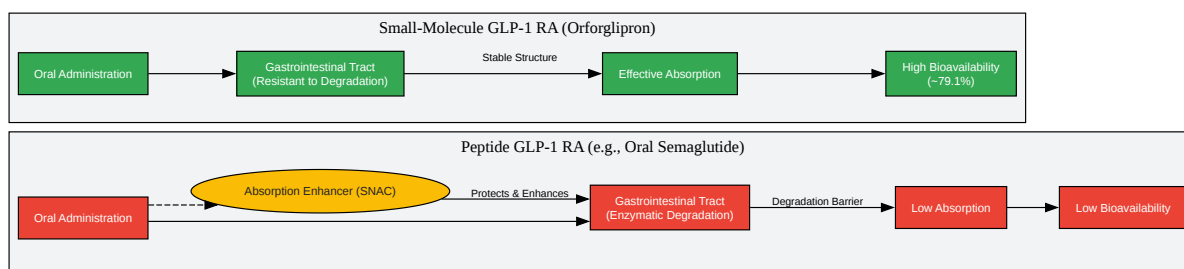 Small-Molecule GLP-1 RA (Orforglipron)
Oral Administration
Gastrointestinal Tract
(Resistant to Degradation)
Stable Structure
Effective Absorption
High Bioavailability
(~79.1%)
Peptide GLP-1 RA (e.g., Oral Semaglutide)
Oral Administration
Absorption Enhancer (SNAC)
Protects & Enhances
Gastrointestinal Tract
(Enzymatic Degradation)
Degradation Barrier
Low Absorption
Low Bioavailability